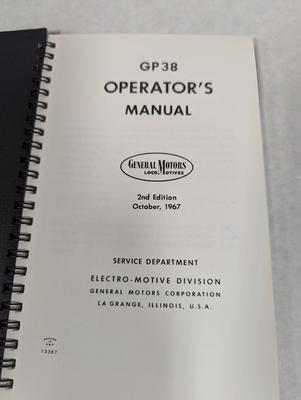 GP38
OPERATOR'S
MANUAL
GENERAL MOTORS
LOCOMOTIVES
2nd Edition
October, 1967
SERVICE DEPARTMENT
ELECTRO-MOTIVE DIVISION
GENERAL MOTORS CORPORATION
LA GRANGE, ILLINOIS, U.S.A.
13387